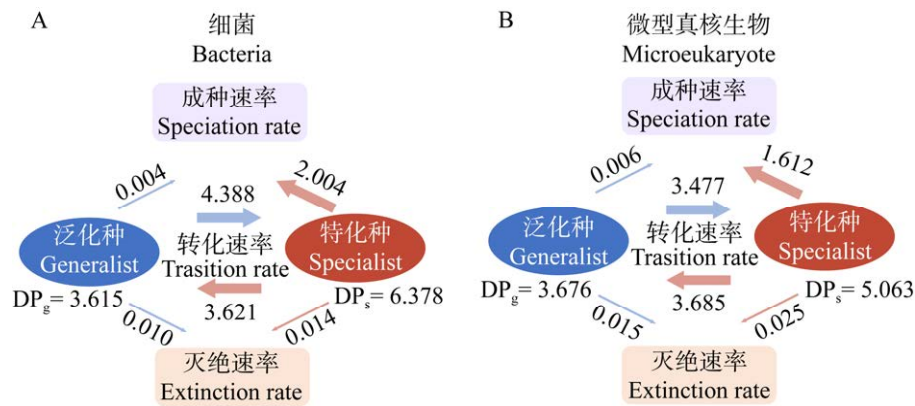 A
细菌
Bacteria
成种速率
Speciation rate
0.004
2.004
4.388
泛化种
Generalist
转化速率
Trasition rate
特化种
Specialist
DPg= 3.615
3.621
DPs= 6.378
0.010
0.014
灭绝速率
Extinction rate
B
微型真核生物
Microeukaryote
成种速率
Speciation rate
0.006
1.612
3.477
泛化种
Generalist
转化速率
Trasition rate
特化种
Specialist
DPg= 3.676
3.685
DPs= 5.063
0.015
0.025
灭绝速率
Extinction rate